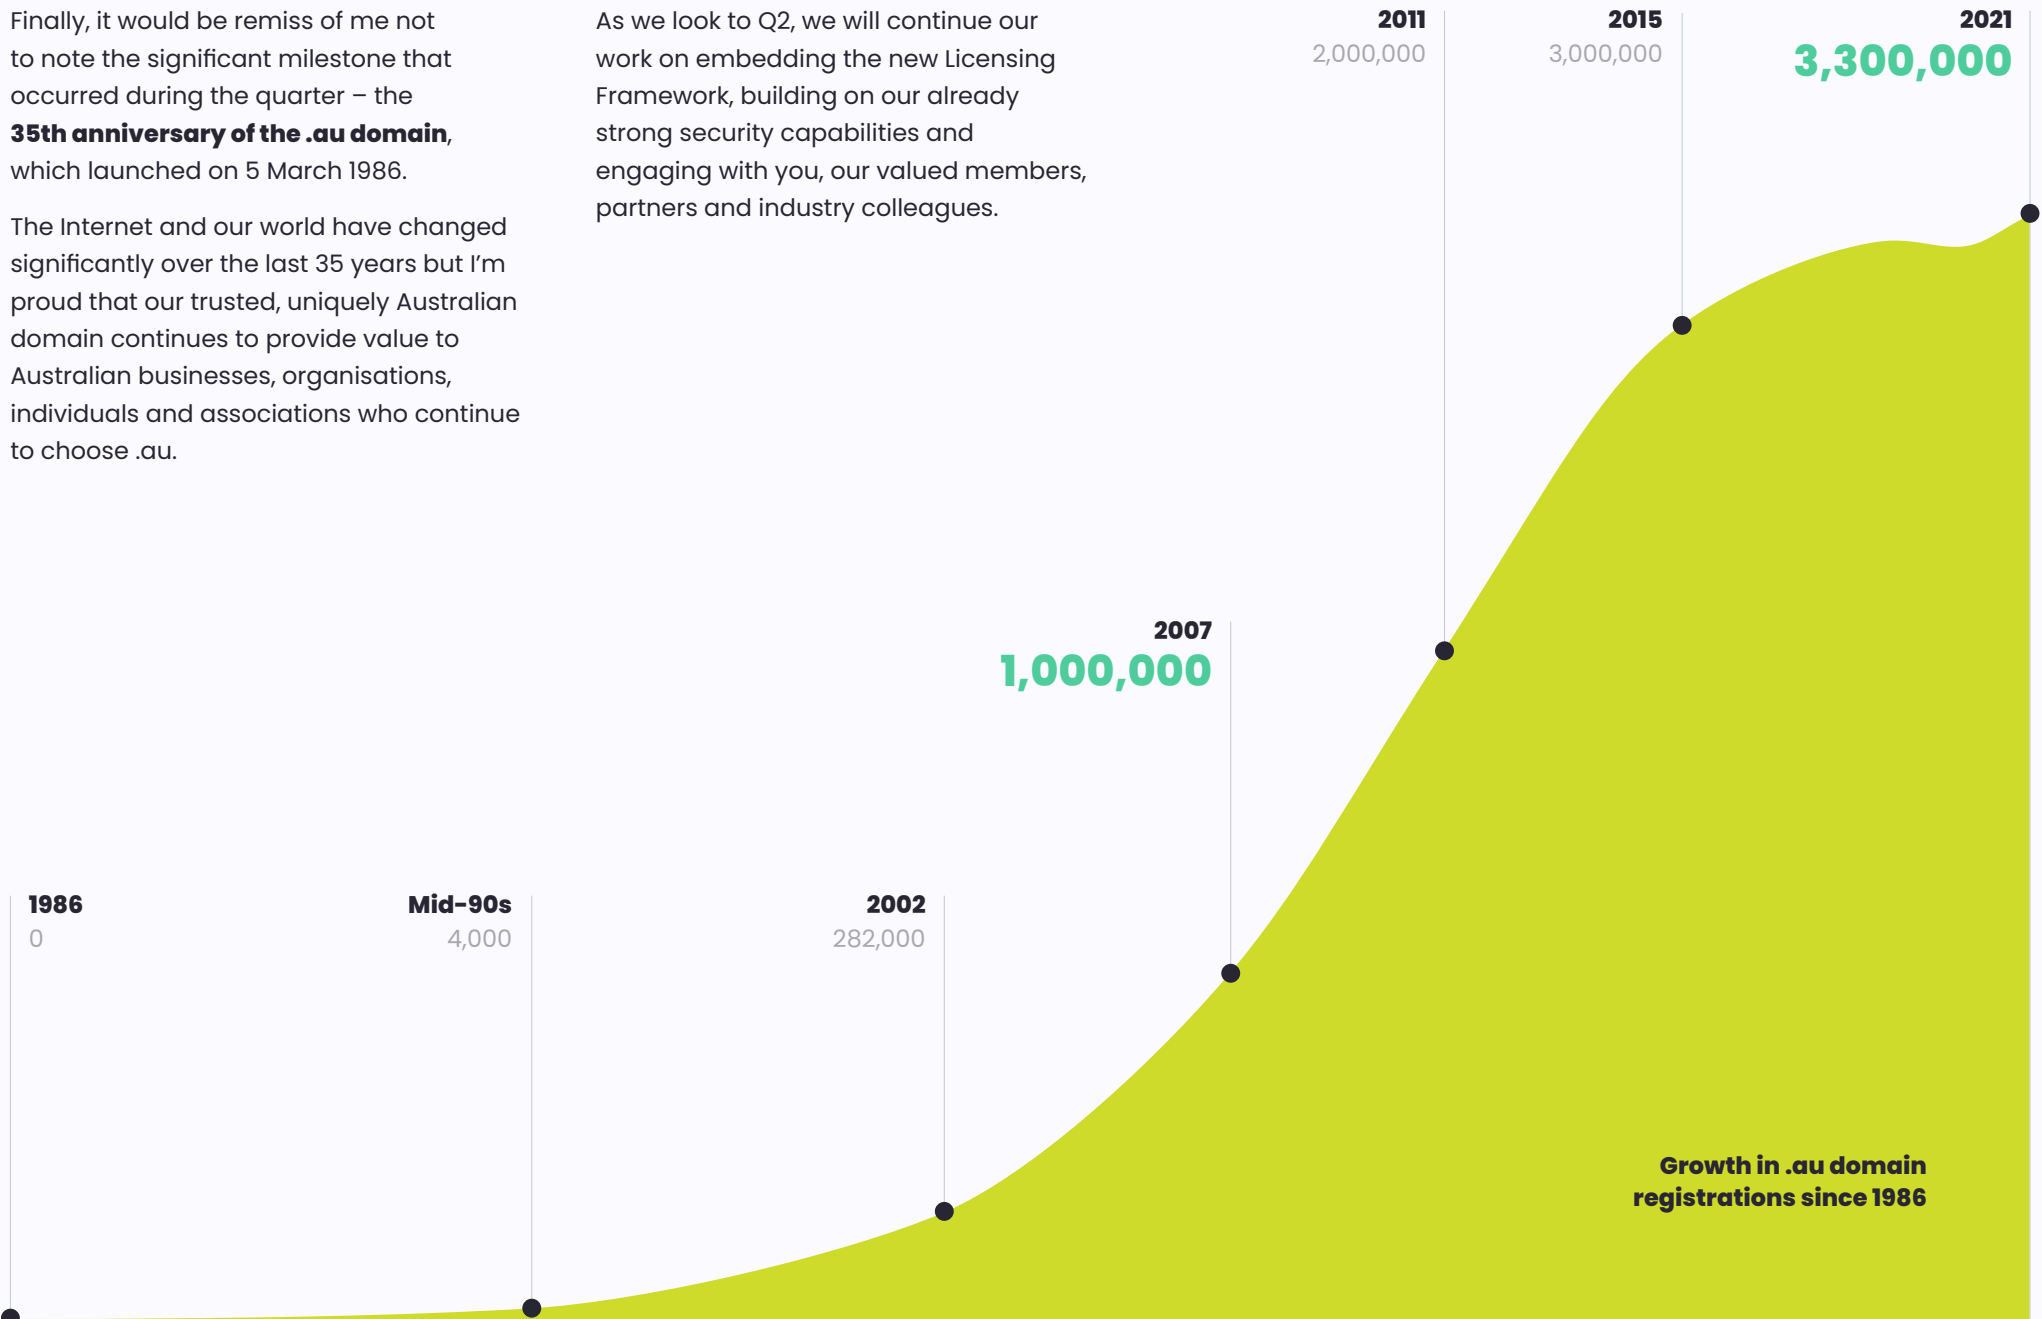 Finally, it would be remiss of me not
to note the significant milestone that
occurred during the quarter – the
35th anniversary of the .au domain,
which launched on 5 March 1986.
The Internet and our world have changed
significantly over the last 35 years but I’m
proud that our trusted, uniquely Australian
domain continues to provide value to
Australian businesses, organisations,
individuals and associations who continue
to choose .au.
As we look to Q2, we will continue our
work on embedding the new Licensing
Framework, building on our already
strong security capabilities and
engaging with you, our valued members,
partners and industry colleagues.
1986
0
Mid-90s
4,000
2002
282,000
2007
1,000,000
2011
2,000,000
2015
3,000,000
2021
3,300,000
Growth in .au domain
registrations since 1986